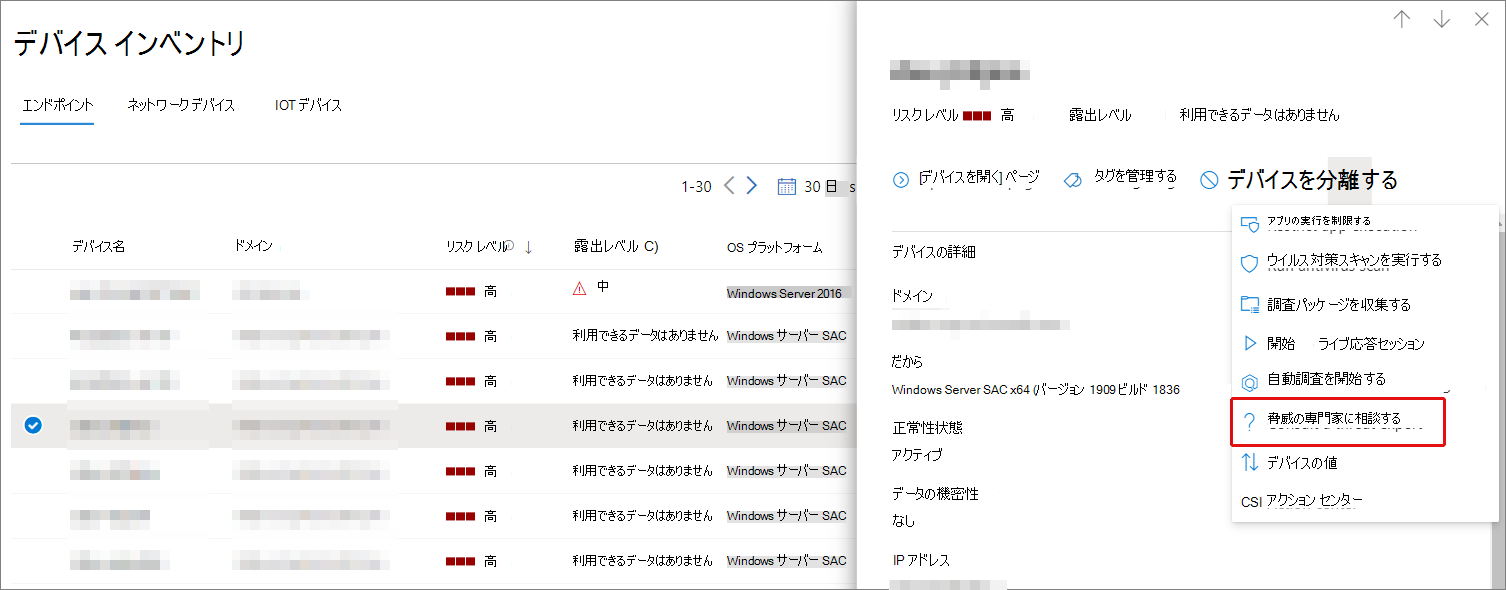 デバイス インベントリ
エンドポイント ネットワークデバイス IOT デバイス
1-30 30 日 s
デバイス名 ドメイン リスク レベル ↓ 露出レベル C) OS プラットフォーム
高 中 Windows Server 2016
高 利用できるデータはありません Windows サーバー SAC
高 利用できるデータはありません Windows サーバー SAC
高 利用できるデータはありません Windows サーバー SAC
高 利用できるデータはありません Windows サーバー SAC
高 利用できるデータはありません Windows サーバー SAC
高 利用できるデータはありません Windows サーバー SAC
リスクレベル 高 露出レベル 利用できるデータはありません
[デバイスを開く] ページ タグを管理する デバイスを分離する
デバイスの詳細
ドメイン
だから
Windows Server SAC x64 (バージョン 1909 ビルド 1836
正常性状態
アクティブ
データの機密性
なし
IP アドレス
アプリの実行を制限する
ウイルス対策スキャンを実行する
調査パッケージを収集する
開始 ライブ応答セッション
自動調査を開始する
脅威の専門家に相談する
デバイスの値
CSI アクション センター